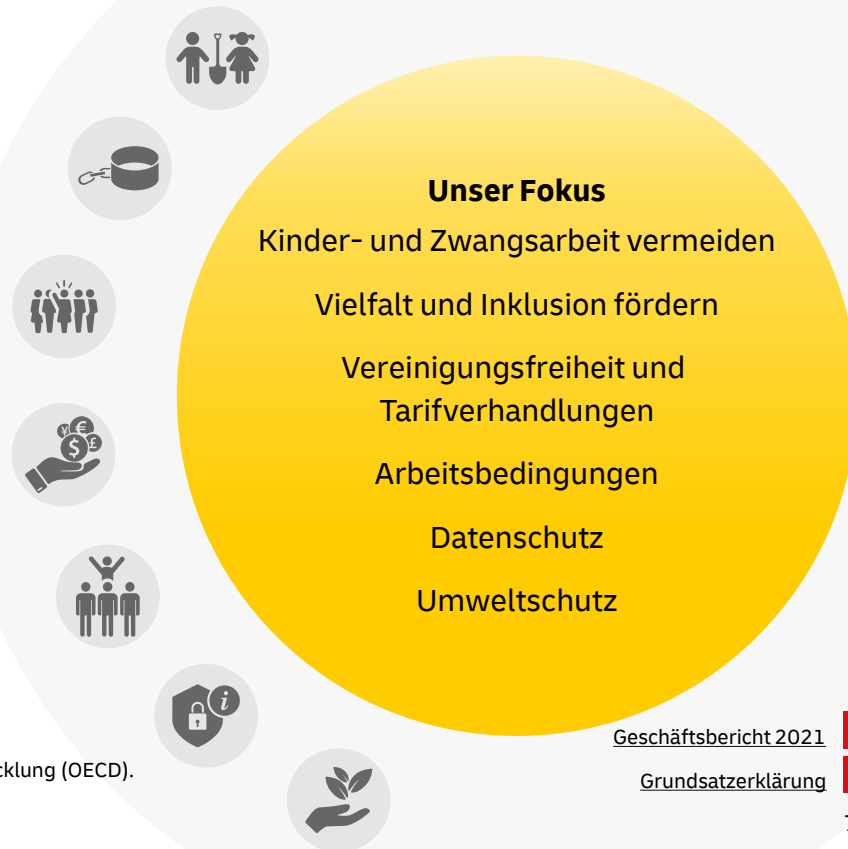 Unser Fokus
Kinder- und Zwangsarbeit vermeiden
Vielfalt und Inklusion fördern
Vereinigungsfreiheit und
Tarifverhandlungen
Arbeitsbedingungen
Datenschutz
Umweltschutz
Geschäftsbericht 2021
cklung (OECD).
Grundsatzerklärung